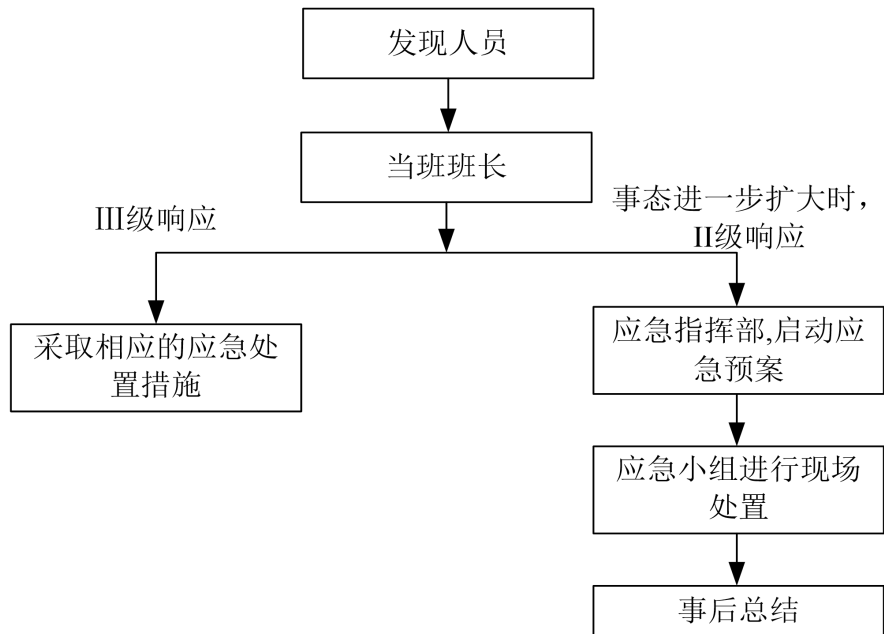 发现人员
当班班长
III级响应
事态进一步扩大时，
II级响应
采取相应的应急处
置措施
应急指挥部,启动应
急预案
应急小组进行现场
处置
事后总结